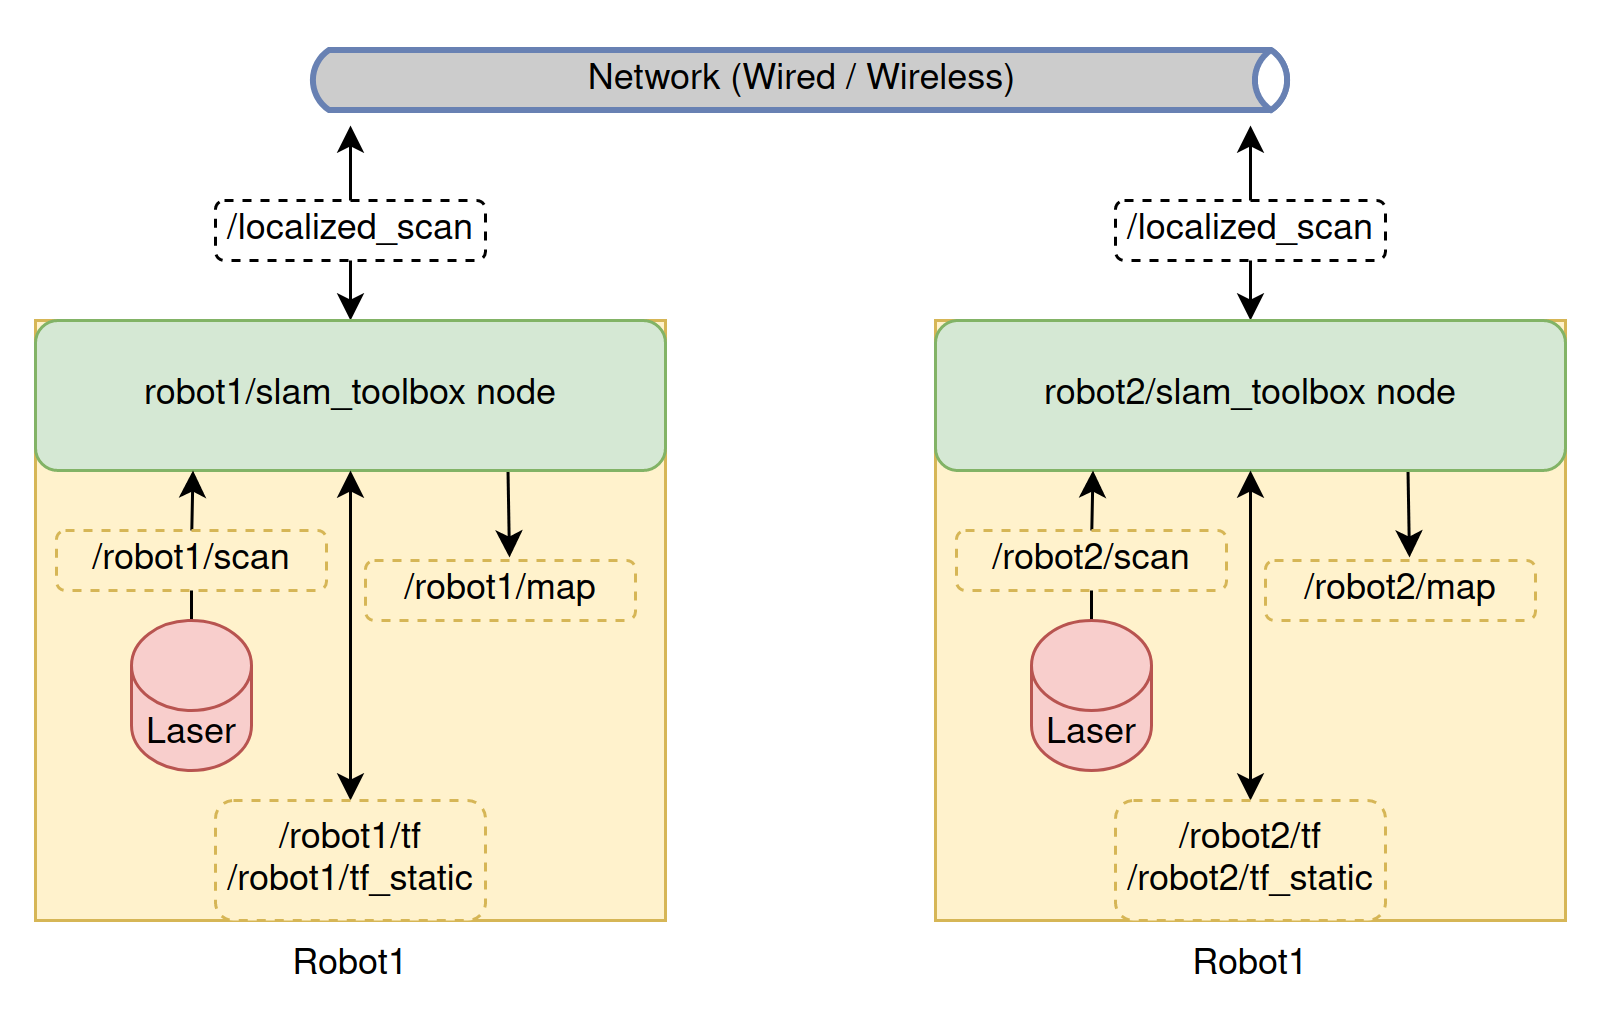 Network (Wired / Wireless)
/localized_scan
/localized_scan
robot1/slam_toolbox node
robot2/slam_toolbox node
/robot1/scan
/robot1/map
/robot2/scan
/robot2/map
Laser
Laser
/robot1/tf
/robot1/tf_static
/robot2/tf
/robot2/tf_static
Robot1
Robot1